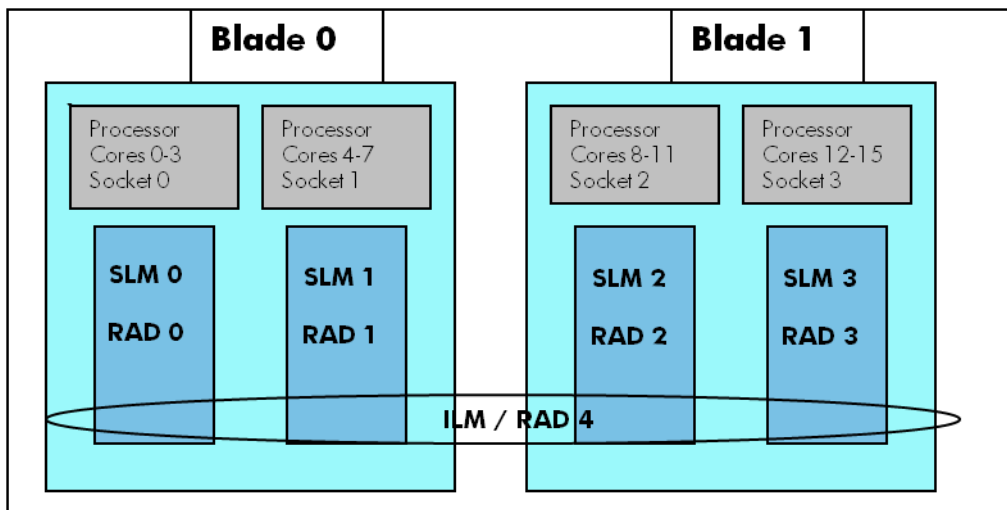 Blade 0
Blade 1
Processor
Cores 0-3
Socket 0
Processor
Cores 4-7
Socket 1
Processor
Cores 8-11
Socket 2
Processor
Cores 12-15
Socket 3
SLM 0
RAD 0
SLM 1
RAD 1
SLM 2
RAD 2
SLM 3
RAD 3
ILM / RAD 4